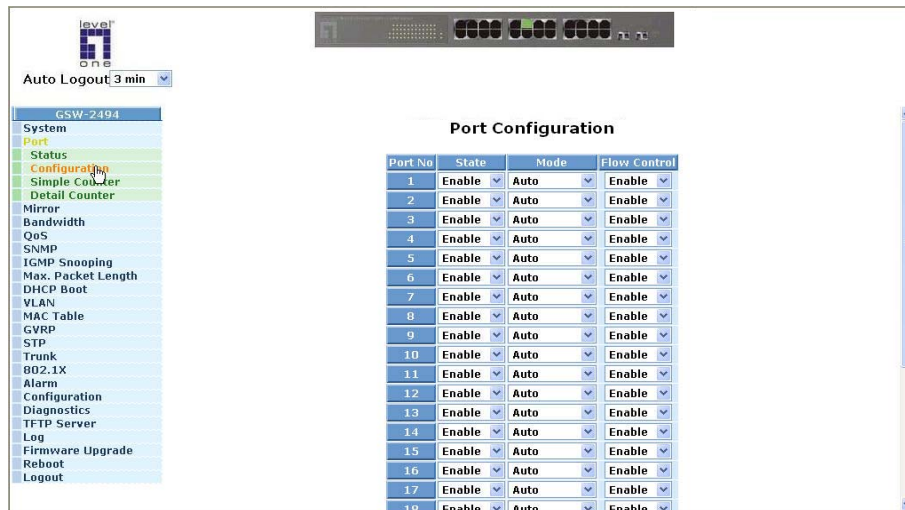 level
one
Auto Logout 3 min
GSW-2494
System
Port
Status
Configuration
Simple Counter
Detail Counter
Mirror
Bandwidth
QoS
SNMP
IGMP Snooping
Max. Packet Length
DHCP Boot
VLAN
MAC Table
GVRP
STP
Trunk
802.1X
Alarm
Configuration
Diagnostics
TFTP Server
Log
Firmware Upgrade
Reboot
Logout
Port Configuration
Port No State Mode Flow Control
1 Enable Auto Enable
2 Enable Auto Enable
3 Enable Auto Enable
4 Enable Auto Enable
5 Enable Auto Enable
6 Enable Auto Enable
7 Enable Auto Enable
8 Enable Auto Enable
9 Enable Auto Enable
10 Enable Auto Enable
11 Enable Auto Enable
12 Enable Auto Enable
13 Enable Auto Enable
14 Enable Auto Enable
15 Enable Auto Enable
16 Enable Auto Enable
17 Enable Auto Enable
18 Enable Auto Enable